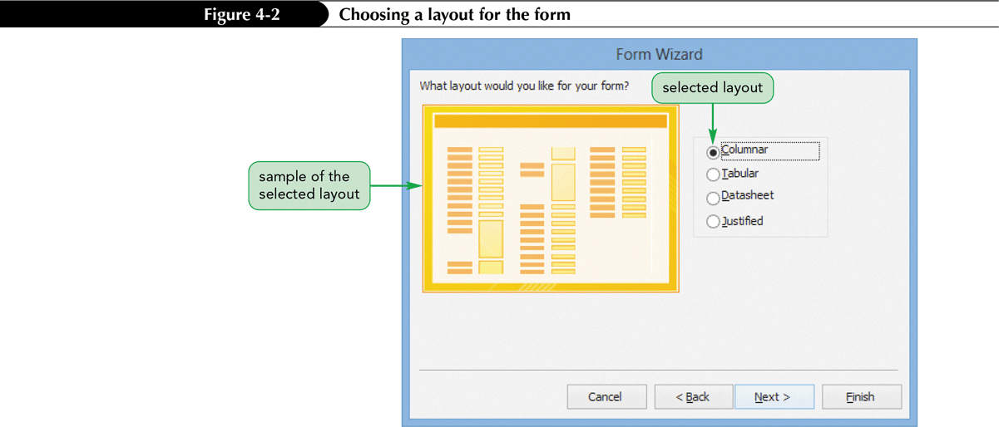 Figure 4-2 Choosing a layout for the form
Form Wizard
What layout would you like for your form?
selected layout
sample of the
selected layout
Columnar
Tabular
Datasheet
Justified
Cancel
< Back
Next >
Finish